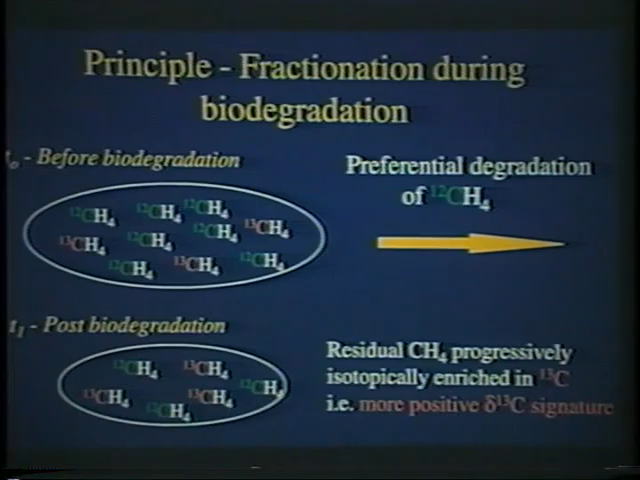 Principle - Fractionation during
biodegradation
t₀ - Before biodegradation
Preferential degradation
of ¹²CH₄
¹²CH₄ ¹²CH₄ ¹²CH₄
¹³CH₄ ¹²CH₄ ¹²CH₄ ¹³CH₄
¹²CH₄ ¹³CH₄ ¹²CH₄
t₁ - Post biodegradation
¹²CH₄ ¹³CH₄
¹³CH₄ ¹²CH₄ ¹³CH₄ ¹²CH₄
Residual CH₄ progressively
isotopically enriched in ¹³C
i.e. more positive δ¹³C signature